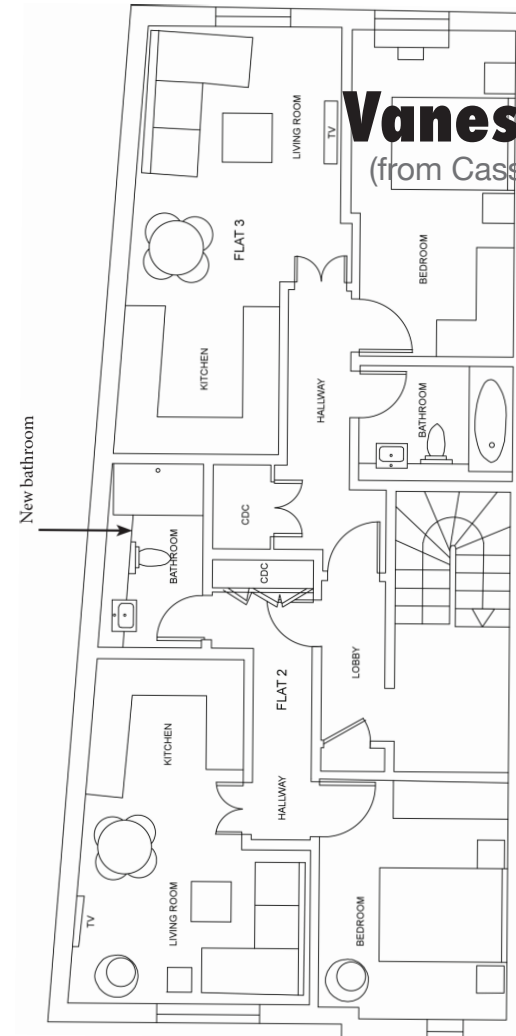 Vanes
(from Cass
LIVING ROOM
TV
FLAT 3
BEDROOM
KITCHEN
HALLWAY
BATHROOM
New bathroom
CDC
BATHROOM
CDC
LOBBY
FLAT 2
KITCHEN
HALLWAY
TV
LIVING ROOM
BEDROOM